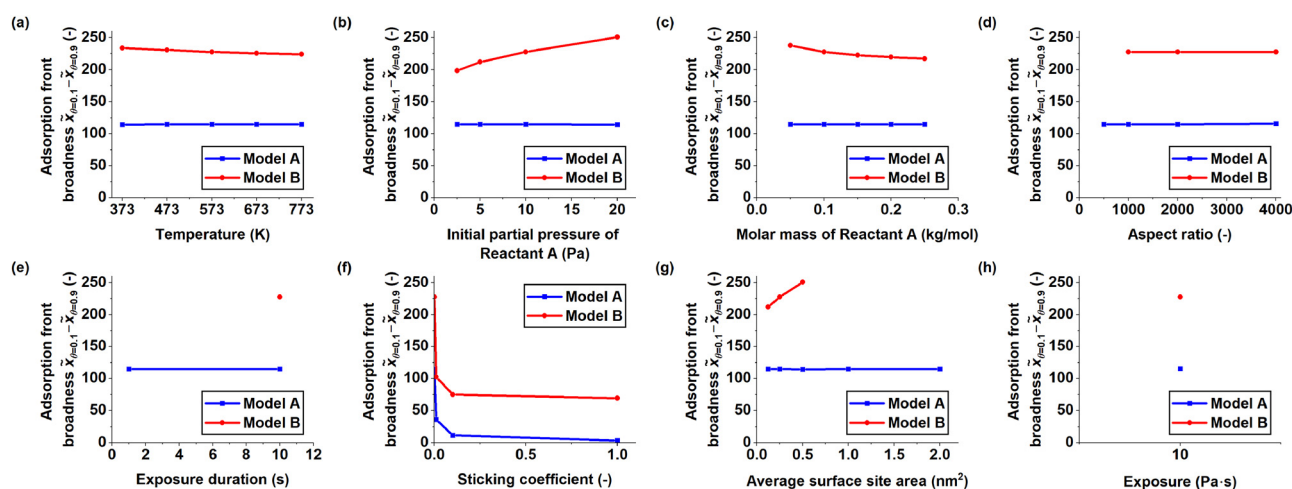 (a)
Adsorption front
broadness x̃θ=0.1−x̃θ=0.9 (-)
250
225
200
175
150
125
100
75
50
25
0
Model A
Model B
373 473 573 673 773
Temperature (K)
(b)
Adsorption front
broadness x̃θ=0.1−x̃θ=0.9 (-)
250
200
150
100
50
0
Model A
Model B
0 5 10 15 20
Initial partial pressure of
Reactant A (Pa)
(c)
Adsorption front
broadness x̃θ=0.1−x̃θ=0.9 (-)
250
200
150
100
50
0
Model A
Model B
0.0 0.1 0.2 0.3
Molar mass of Reactant A (kg/mol)
(d)
Adsorption front
broadness x̃θ=0.1−x̃θ=0.9 (-)
250
200
150
100
50
0
Model A
Model B
1000 2000 3000 4000
Aspect ratio (-)
(e)
Adsorption front
broadness x̃θ=0.1−x̃θ=0.9 (-)
250
200
150
100
50
0
Model A
Model B
0 2 4 6 8 10 12
Exposure duration (s)
(f)
Adsorption front
broadness x̃θ=0.1−x̃θ=0.9 (-)
250
200
150
100
50
0
Model A
Model B
0.0 0.5 1.0
Sticking coefficient (-)
(g)
Adsorption front
broadness x̃θ=0.1−x̃θ=0.9 (-)
250
200
150
100
50
0
Model A
Model B
0.0 0.5 1.0 1.5 2.0
Average surface site area (nm²)
(h)
Adsorption front
broadness x̃θ=0.1−x̃θ=0.9 (-)
250
200
150
100
50
0
Model A
Model B
10
Exposure (Pa·s)